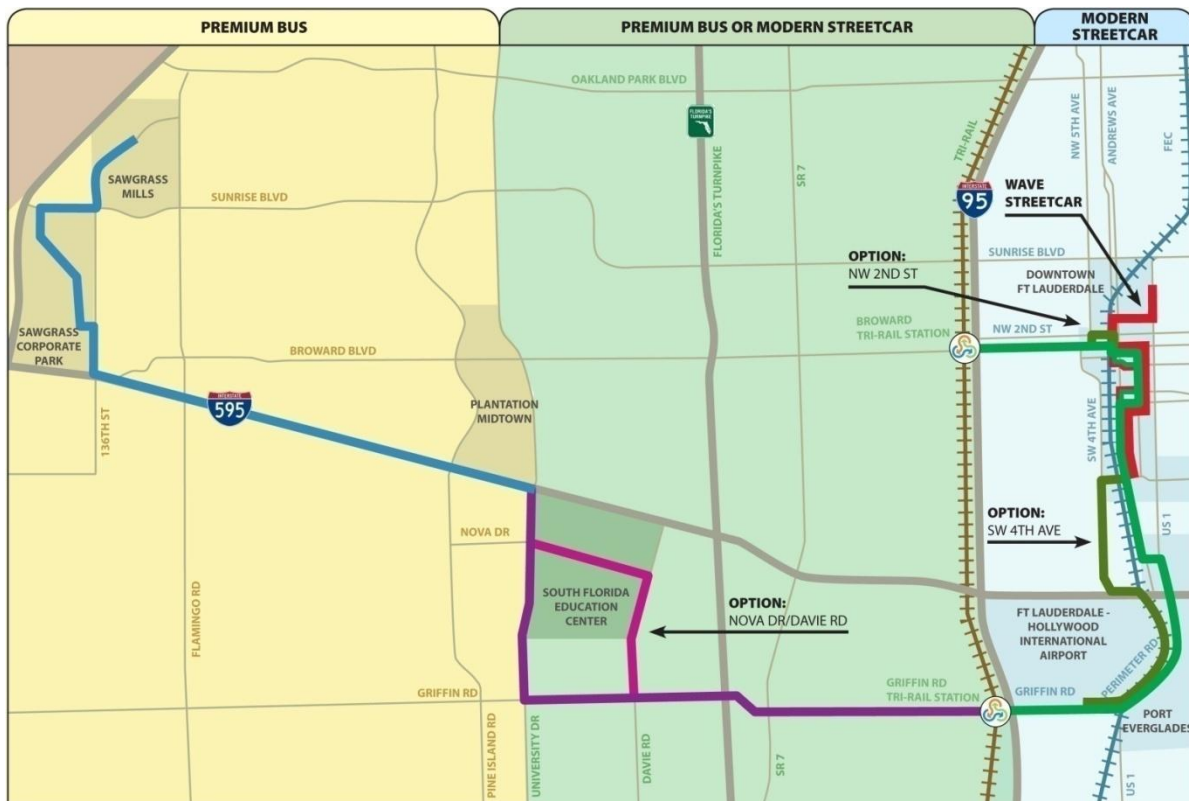 PREMIUM BUS
PREMIUM BUS OR MODERN STREETCAR
MODERN
STREETCAR
OAKLAND PARK BLVD
FLORIDA'S
TURNPIKE
TRI-RAIL
NW 5TH AVE
ANDREWS AVE
FEC
SAWGRASS
MILLS
SUNRISE BLVD
FLORIDA'S TURNPIKE
SR 7
INTERSTATE
95
WAVE
STREETCAR
SUNRISE BLVD
OPTION:
NW 2ND ST
DOWNTOWN
FT LAUDERDALE
SAWGRASS
CORPORATE
PARK
BROWARD BLVD
BROWARD
TRI-RAIL STATION
NW 2ND ST
INTERSTATE
595
136TH ST
PLANTATION
MIDTOWN
SW 4TH AVE
NOVA DR
OPTION:
SW 4TH AVE
US 1
FLAMINGO RD
SOUTH FLORIDA
EDUCATION
CENTER
OPTION:
NOVA DR/DAVIE RD
FT LAUDERDALE -
HOLLYWOOD
INTERNATIONAL
AIRPORT
PERIMETER RD
GRIFFIN RD
GRIFFIN RD
TRI-RAIL STATION
GRIFFIN RD
PORT
EVERGLADES
PINE ISLAND RD
UNIVERSITY DR
DAVIE RD
SR 7
US 1